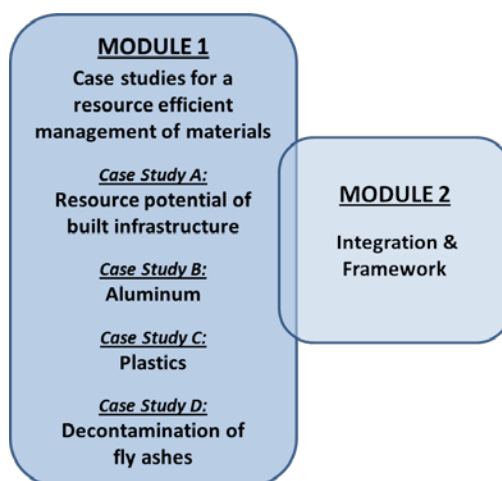 MODULE 1
Case studies for a
resource efficient
management of materials
Case Study A:
Resource potential of
built infrastructure
Case Study B:
Aluminum
Case Study C:
Plastics
Case Study D:
Decontamination of
fly ashes
MODULE 2
Integration &
Framework